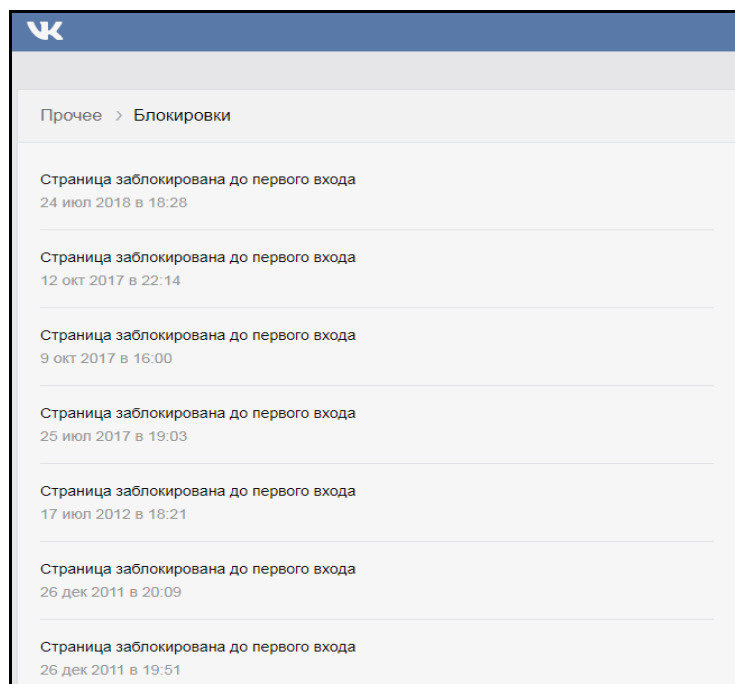 VK
Прочее > Блокировки
Страница заблокирована до первого входа
24 июл 2018 в 18:28
Страница заблокирована до первого входа
12 окт 2017 в 22:14
Страница заблокирована до первого входа
9 окт 2017 в 16:00
Страница заблокирована до первого входа
25 июл 2017 в 19:03
Страница заблокирована до первого входа
17 июл 2012 в 18:21
Страница заблокирована до первого входа
26 дек 2011 в 20:09
Страница заблокирована до первого входа
26 дек 2011 в 19:51